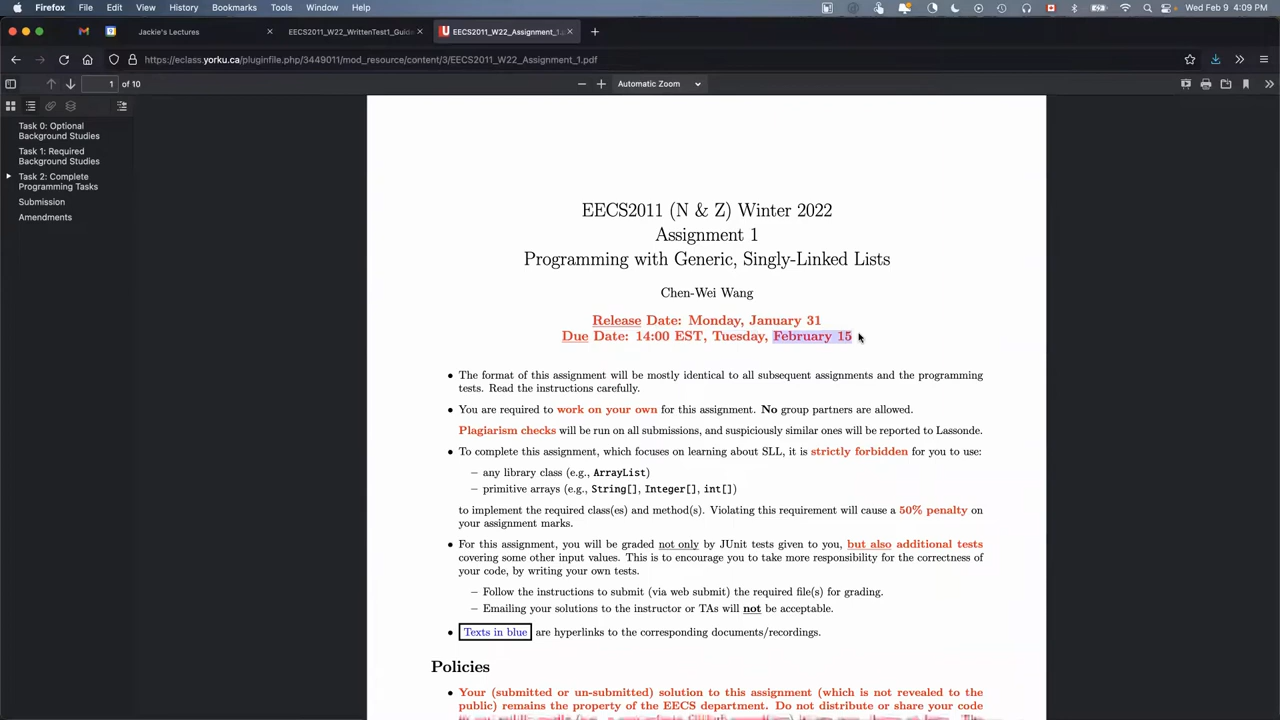 Firefox File Edit View History Bookmarks Tools Window Help Wed Feb 9 4:09 PM
Jackie's Lectures EECS2011_W22_WrittenTest1_Guid EECS2011_W22_Assignment_1.p
https://eclass.yorku.ca/pluginfile.php/3449011/mod_resource/content/3/EECS2011_W22_Assignment_1.pdf
1 of 10 Automatic Zoom
Task 0: Optional
Background Studies
Task 1: Required
Background Studies
Task 2: Complete
Programming Tasks
Submission
Amendments
EECS2011 (N & Z) Winter 2022
Assignment 1
Programming with Generic, Singly-Linked Lists
Chen-Wei Wang
Release Date: Monday, January 31
Due Date: 14:00 EST, Tuesday, February 15
• The format of this assignment will be mostly identical to all subsequent assignments and the programming
tests. Read the instructions carefully.
• You are required to work on your own for this assignment. No group partners are allowed.
Plagiarism checks will be run on all submissions, and suspiciously similar ones will be reported to Lassonde.
• To complete this assignment, which focuses on learning about SLL, it is strictly forbidden for you to use:
– any library class (e.g., ArrayList)
– primitive arrays (e.g., String[], Integer[], int[])
to implement the required class(es) and method(s). Violating this requirement will cause a 50% penalty on
your assignment marks.
• For this assignment, you will be graded not only by JUnit tests given to you, but also additional tests
covering some other input values. This is to encourage you to take more responsibility for the correctness of
your code, by writing your own tests.
– Follow the instructions to submit (via web submit) the required file(s) for grading.
– Emailing your solutions to the instructor or TAs will not be acceptable.
• Texts in blue are hyperlinks to the corresponding documents/recordings.
Policies
• Your (submitted or un-submitted) solution to this assignment (which is not revealed to the
public) remains the property of the EECS department. Do not distribute or share your code